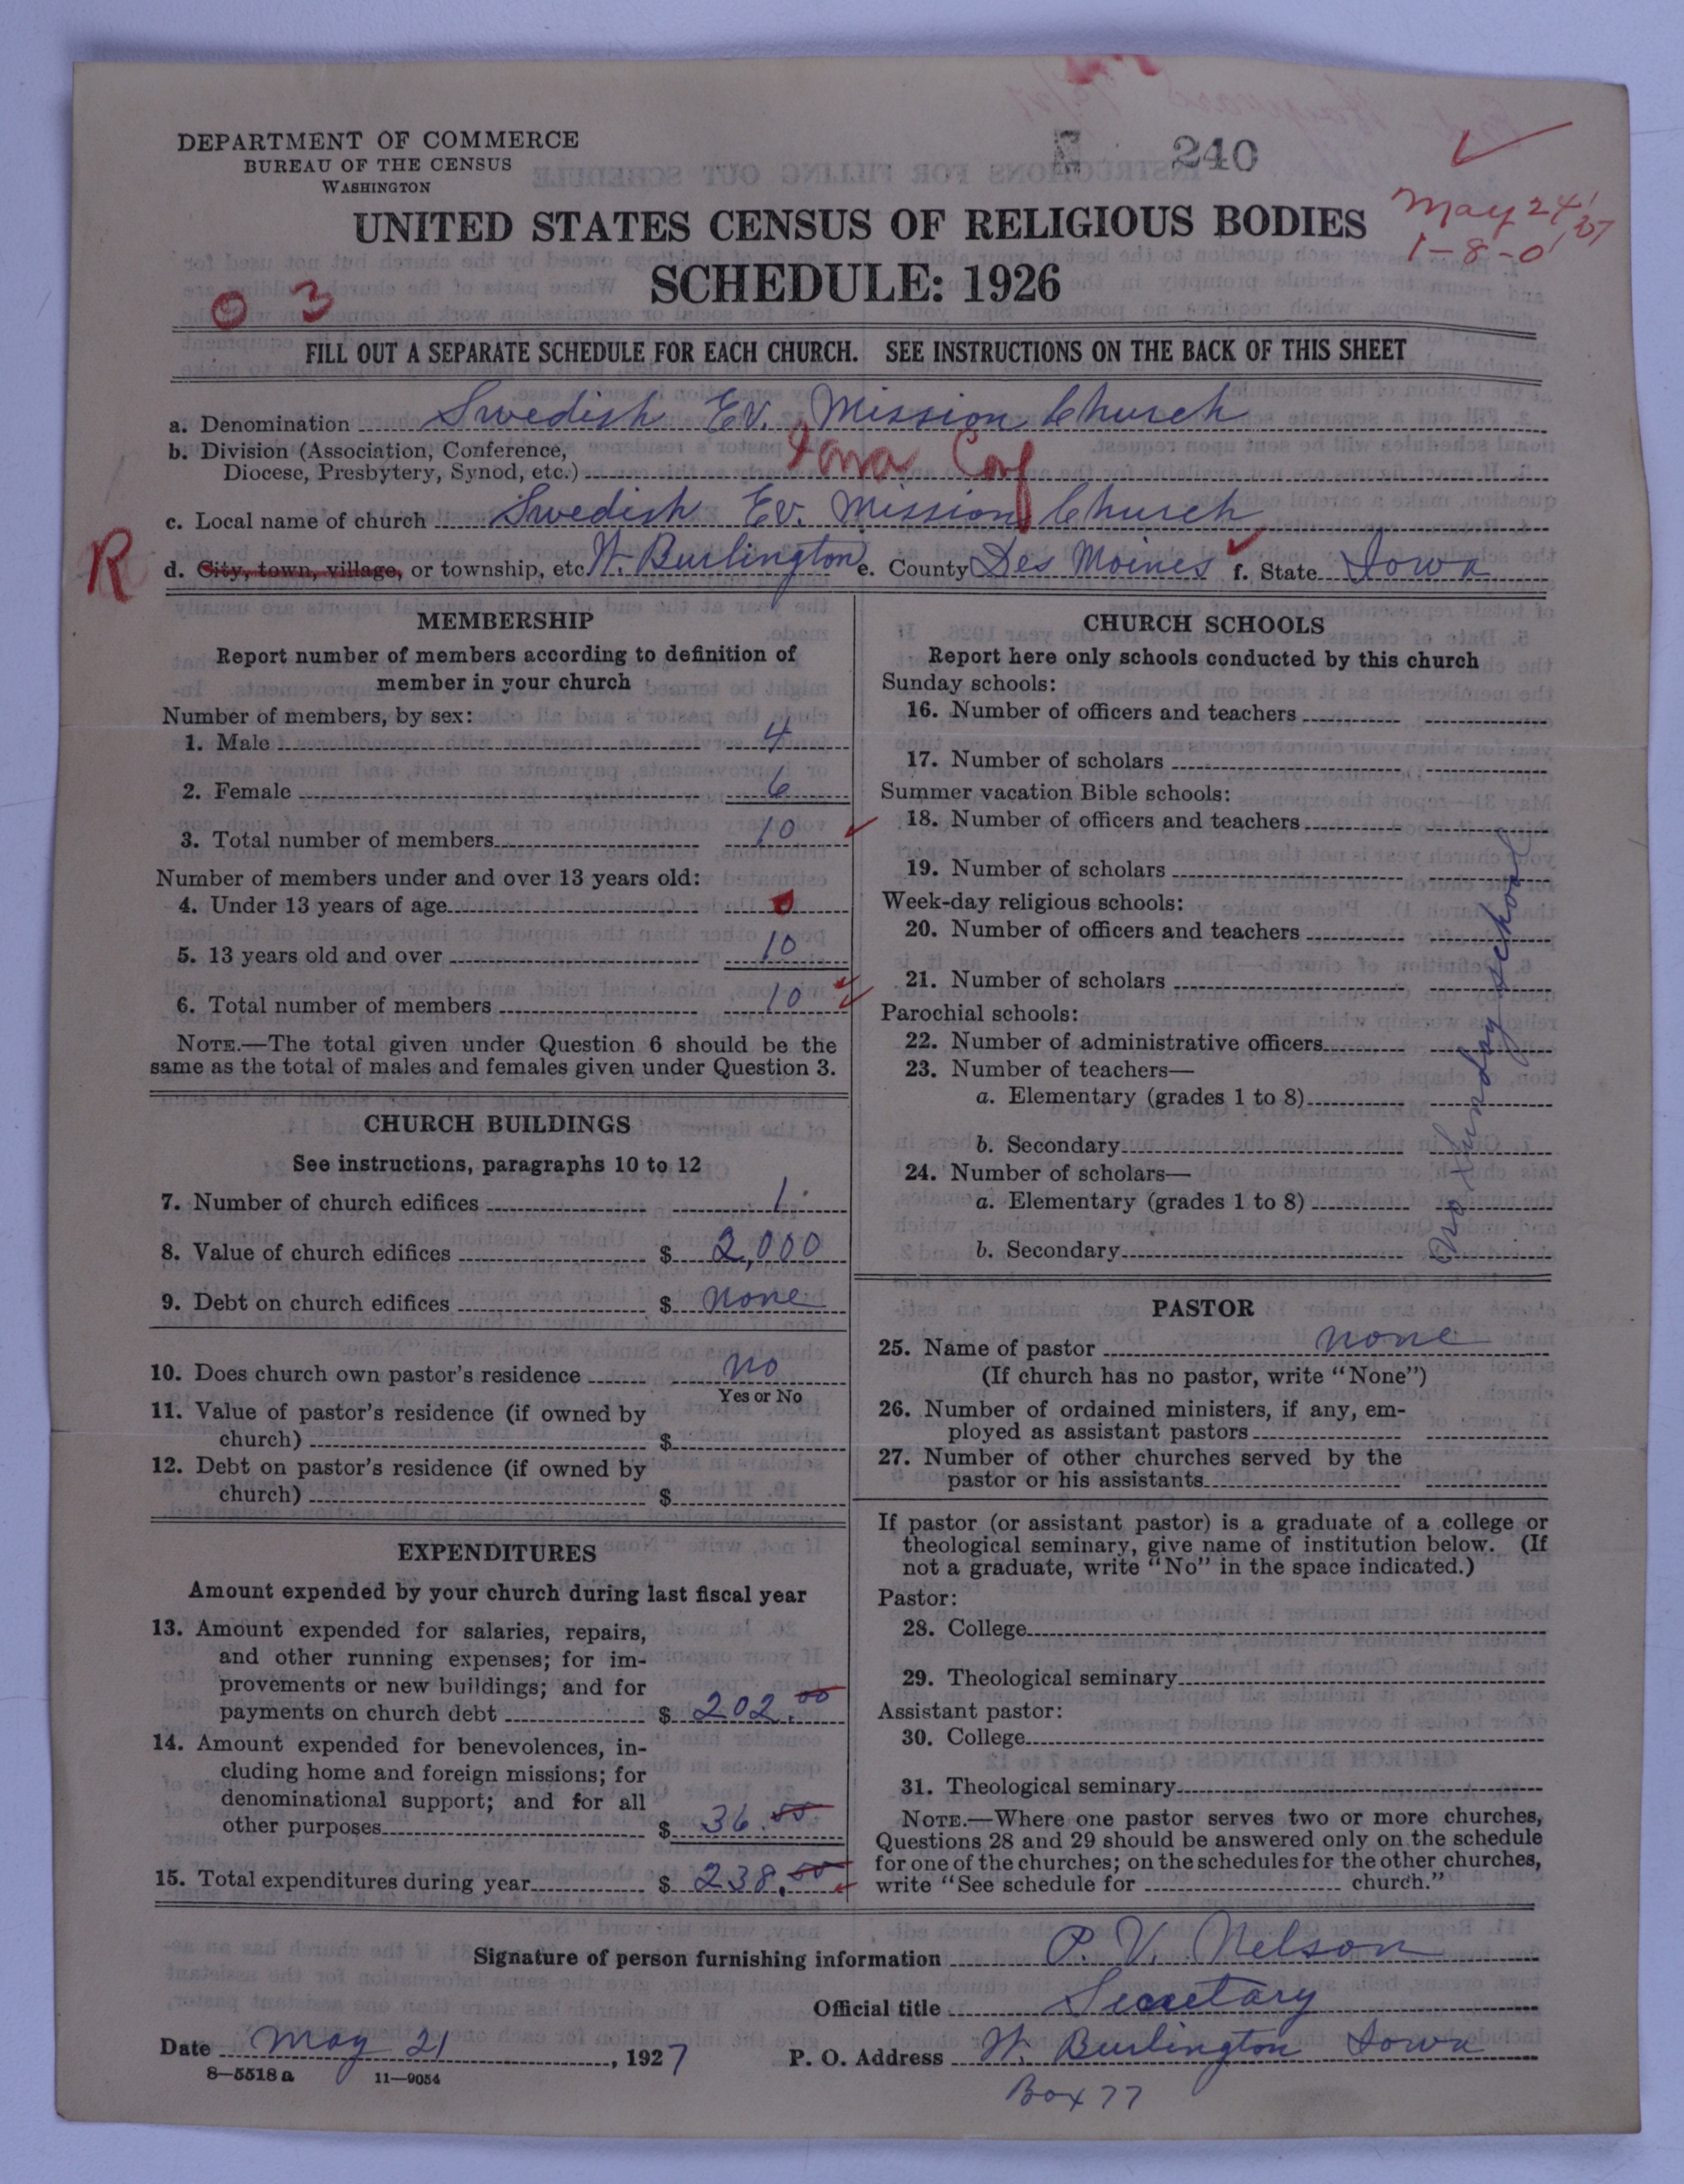 DEPARTMENT OF COMMERCE
BUREAU OF THE CENSUS
WASHINGTON
240
May 24, '27
1-8-0
UNITED STATES CENSUS OF RELIGIOUS BODIES
SCHEDULE: 1926
0 3
FILL OUT A SEPARATE SCHEDULE FOR EACH CHURCH. SEE INSTRUCTIONS ON THE BACK OF THIS SHEET
a. Denomination Swedish Ev. Mission Church
b. Division (Association, Conference,
Diocese, Presbytery, Synod, etc.) Iowa Conf
c. Local name of church Swedish Ev. Mission Church
R
d. City, town, village, or township, etc. W. Burlington e. County Des Moines f. State Iowa
MEMBERSHIP
Report number of members according to definition of
member in your church
Number of members, by sex:
1. Male 4
2. Female 6
3. Total number of members 10
Number of members under and over 13 years old:
4. Under 13 years of age 0
5. 13 years old and over 10
6. Total number of members 10
NOTE.—The total given under Question 6 should be the
same as the total of males and females given under Question 3.
CHURCH BUILDINGS
See instructions, paragraphs 10 to 12
7. Number of church edifices 1
8. Value of church edifices $ 2,000
9. Debt on church edifices $ none
10. Does church own pastor's residence no
Yes or No
11. Value of pastor's residence (if owned by
church) $
12. Debt on pastor's residence (if owned by
church) $
EXPENDITURES
Amount expended by your church during last fiscal year
13. Amount expended for salaries, repairs,
and other running expenses; for im-
provements or new buildings; and for
payments on church debt $ 202.00
14. Amount expended for benevolences, in-
cluding home and foreign missions; for
denominational support; and for all
other purposes $ 36.00
15. Total expenditures during year $ 238.00
CHURCH SCHOOLS
Report here only schools conducted by this church
Sunday schools:
16. Number of officers and teachers
17. Number of scholars
Summer vacation Bible schools:
18. Number of officers and teachers
19. Number of scholars
Week-day religious schools:
20. Number of officers and teachers
21. Number of scholars
Parochial schools:
22. Number of administrative officers
23. Number of teachers—
a. Elementary (grades 1 to 8)
b. Secondary
24. Number of scholars—
a. Elementary (grades 1 to 8)
b. Secondary
no Sunday School
PASTOR
25. Name of pastor none
(If church has no pastor, write "None")
26. Number of ordained ministers, if any, em-
ployed as assistant pastors
27. Number of other churches served by the
pastor or his assistants
If pastor (or assistant pastor) is a graduate of a college or
theological seminary, give name of institution below. (If
not a graduate, write "No" in the space indicated.)
Pastor:
28. College
29. Theological seminary
Assistant pastor:
30. College
31. Theological seminary
NOTE.—Where one pastor serves two or more churches,
Questions 28 and 29 should be answered only on the schedule
for one of the churches; on the schedules for the other churches,
write "See schedule for church."
Signature of person furnishing information P. V. Nelson
Official title Secretary
Date May 21, 1927 P. O. Address W. Burlington Iowa
8—5518 a 11—9054
Box 77